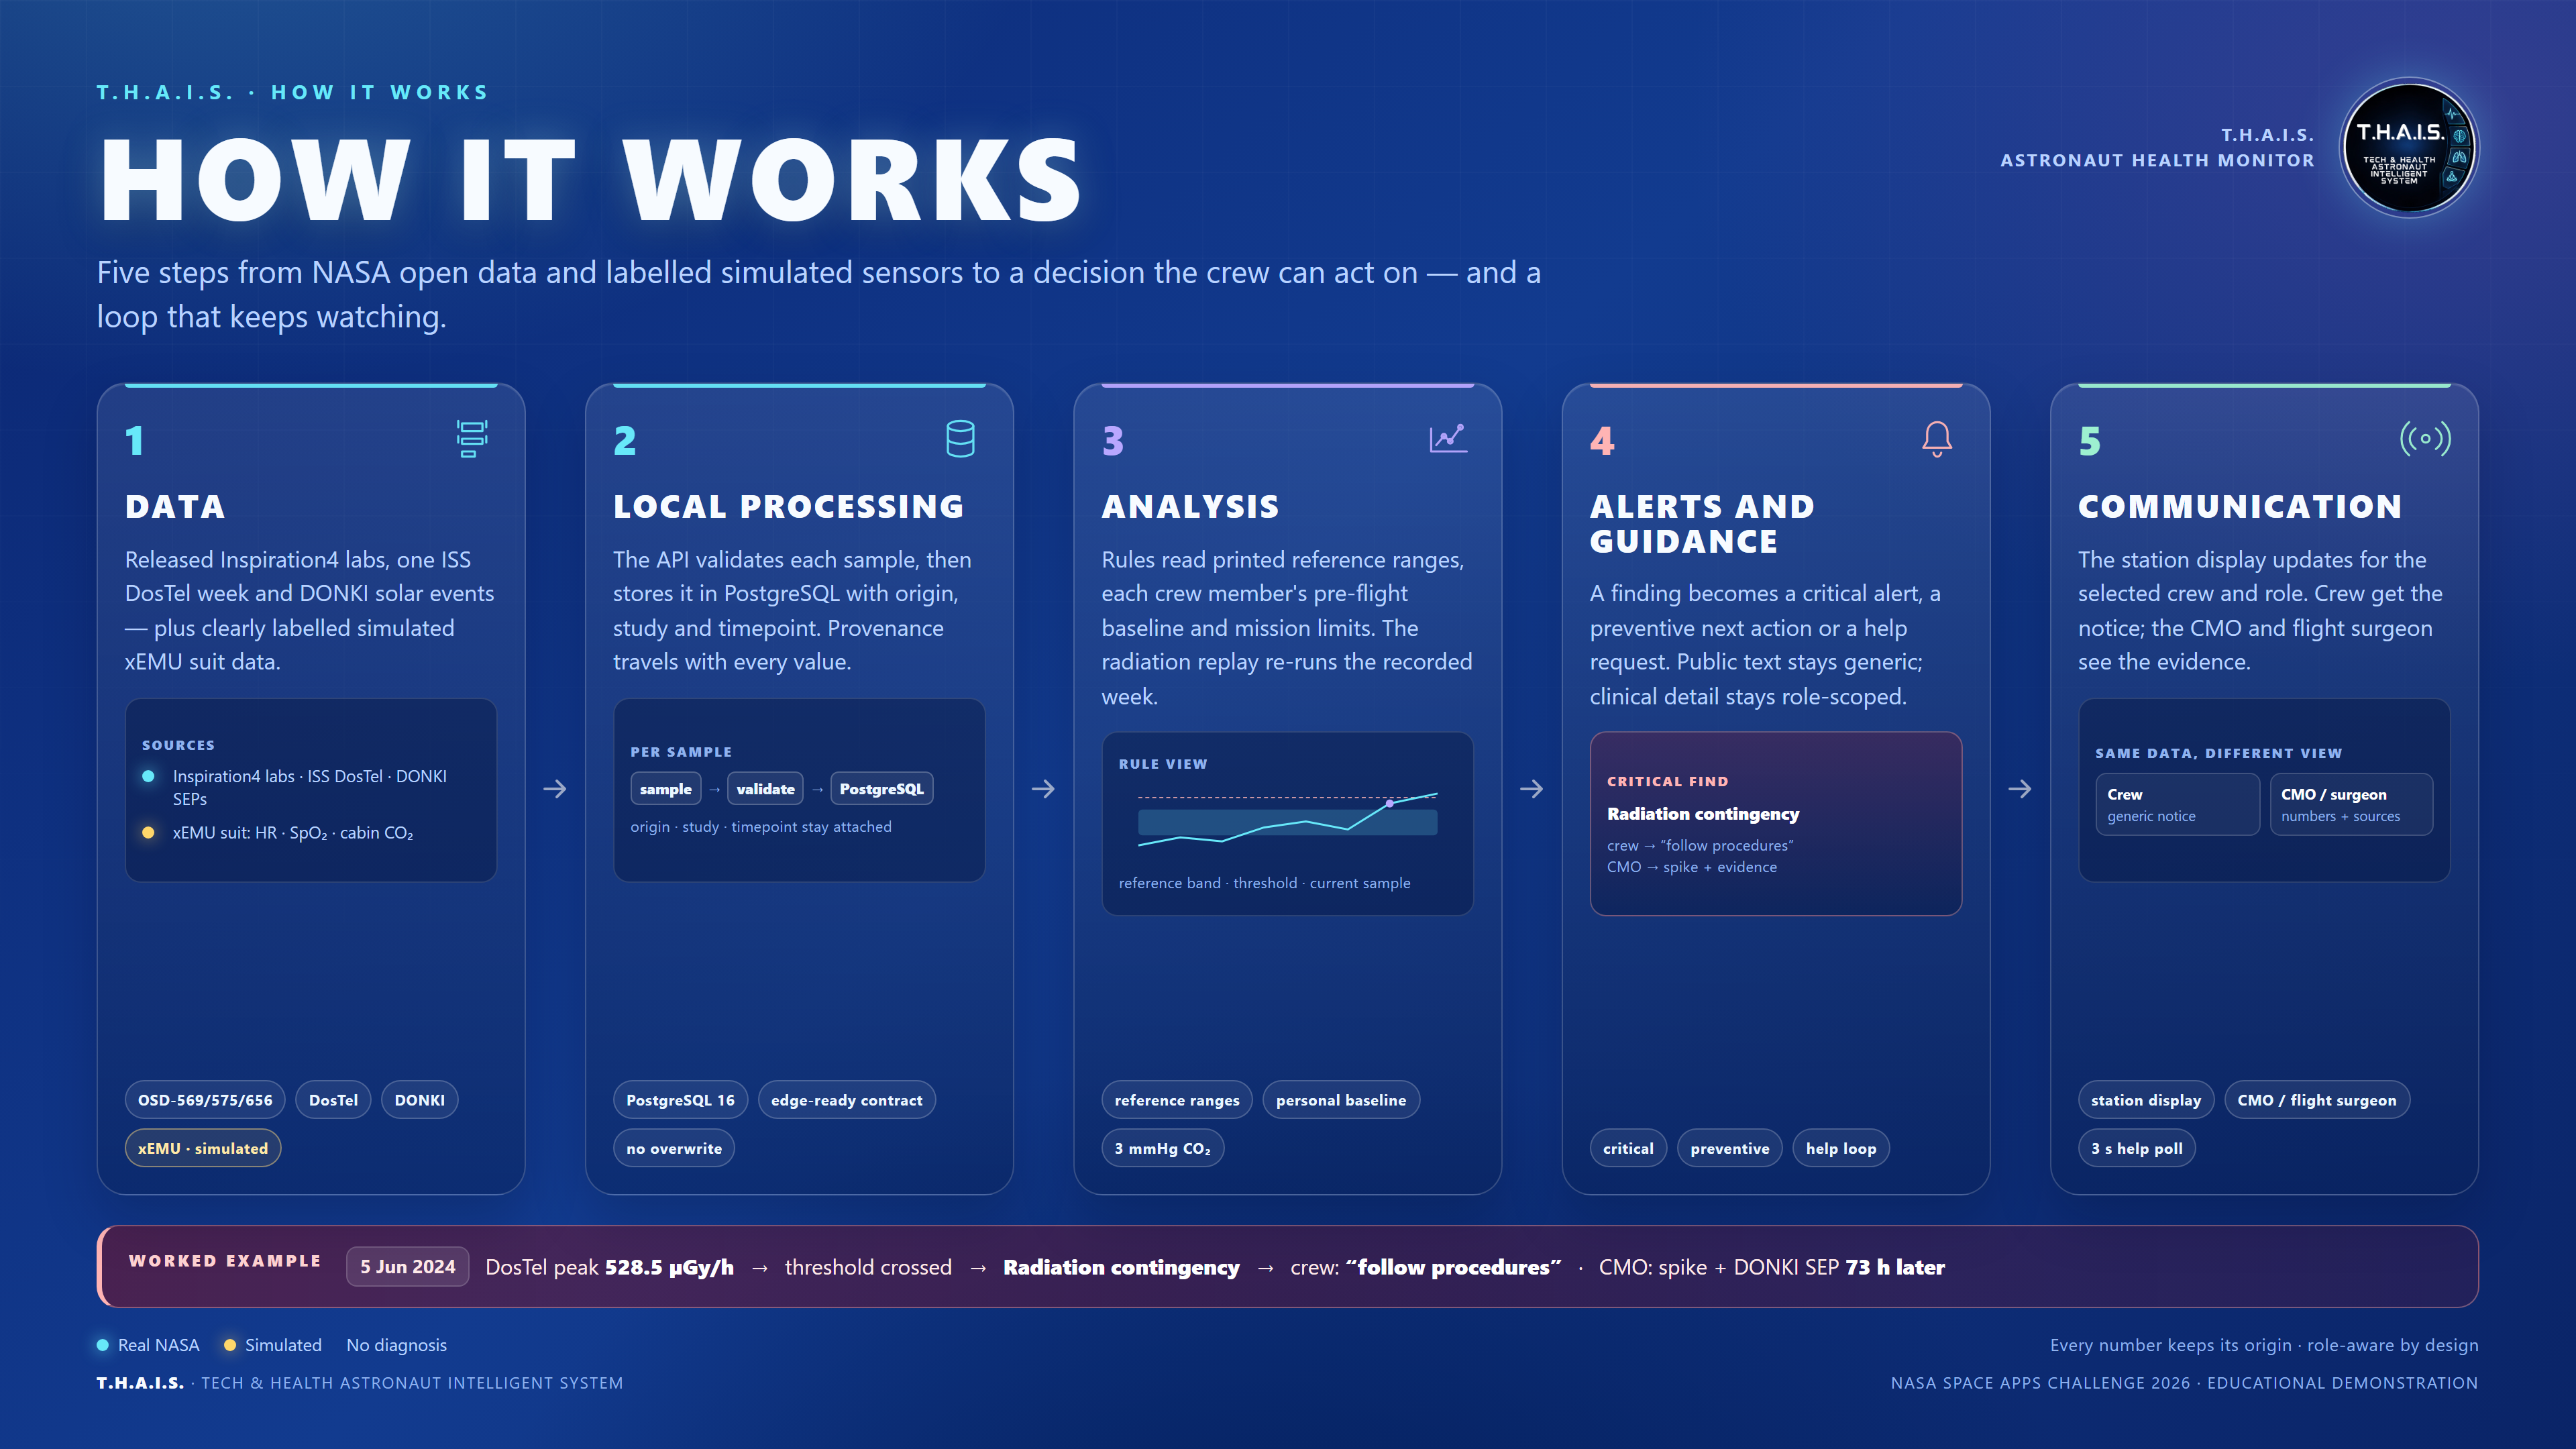 T.H.A.I.S. · HOW IT WORKS
HOW IT WORKS
Five steps from NASA open data and labelled simulated sensors to a decision the crew can act on — and a
loop that keeps watching.
T.H.A.I.S.
ASTRONAUT HEALTH MONITOR
T.H.A.I.S.
TECH & HEALTH
ASTRONAUT
INTELLIGENT
SYSTEM
1
DATA
Released Inspiration4 labs, one ISS
DosTel week and DONKI solar events
— plus clearly labelled simulated
xEMU suit data.
SOURCES
Inspiration4 labs · ISS DosTel · DONKI
SEPs
xEMU suit: HR · SpO₂ · cabin CO₂
OSD-569/575/656 DosTel DONKI
xEMU · simulated
→
2
LOCAL PROCESSING
The API validates each sample, then
stores it in PostgreSQL with origin,
study and timepoint. Provenance
travels with every value.
PER SAMPLE
sample → validate → PostgreSQL
origin · study · timepoint stay attached
PostgreSQL 16 edge-ready contract
no overwrite
→
3
ANALYSIS
Rules read printed reference ranges,
each crew member's pre-flight
baseline and mission limits. The
radiation replay re-runs the recorded
week.
RULE VIEW
reference band · threshold · current sample
reference ranges personal baseline
3 mmHg CO₂
→
4
ALERTS AND
GUIDANCE
A finding becomes a critical alert, a
preventive next action or a help
request. Public text stays generic;
clinical detail stays role-scoped.
CRITICAL FIND
Radiation contingency
crew → “follow procedures”
CMO → spike + evidence
critical preventive help loop
→
5
COMMUNICATION
The station display updates for the
selected crew and role. Crew get the
notice; the CMO and flight surgeon
see the evidence.
SAME DATA, DIFFERENT VIEW
Crew
generic notice
CMO / surgeon
numbers + sources
station display CMO / flight surgeon
3 s help poll
WORKED EXAMPLE 5 Jun 2024 DosTel peak 528.5 µGy/h → threshold crossed → Radiation contingency → crew: “follow procedures” · CMO: spike + DONKI SEP 73 h later
Real NASA Simulated No diagnosis
Every number keeps its origin · role-aware by design
T.H.A.I.S. · TECH & HEALTH ASTRONAUT INTELLIGENT SYSTEM
NASA SPACE APPS CHALLENGE 2026 · EDUCATIONAL DEMONSTRATION